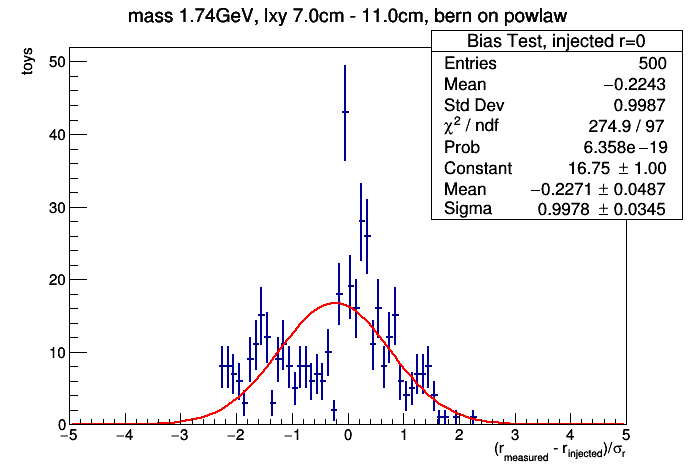 mass 1.74GeV, lxy 7.0cm - 11.0cm, bern on powlaw
toys
Bias Test, injected r=0
Entries 500
Mean −0.2243
Std Dev 0.9987
χ² / ndf 274.9 / 97
Prob 6.358e−19
Constant 16.75 ± 1.00
Mean −0.2271 ± 0.0487
Sigma 0.9978 ± 0.0345
50
40
30
20
10
0
−5 −4 −3 −2 −1 0 1 2 3 4 5
(r_measured - r_injected)/σ_r